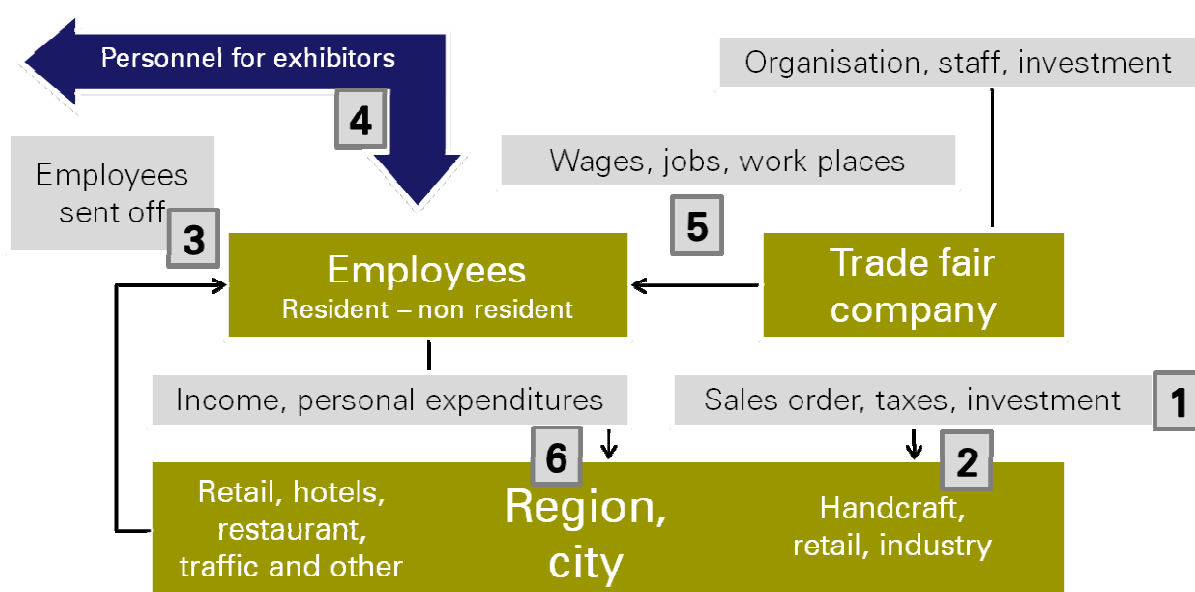 Personnel for exhibitors
Organisation, staff, investment
4
Employees
sent off
3
Wages, jobs, work places
5
Employees
Resident – non resident
Trade fair
company
Income, personal expenditures
Sales order, taxes, investment
1
6
2
Retail, hotels,
restaurant,
traffic and other
Region,
city
Handcraft,
retail, industry